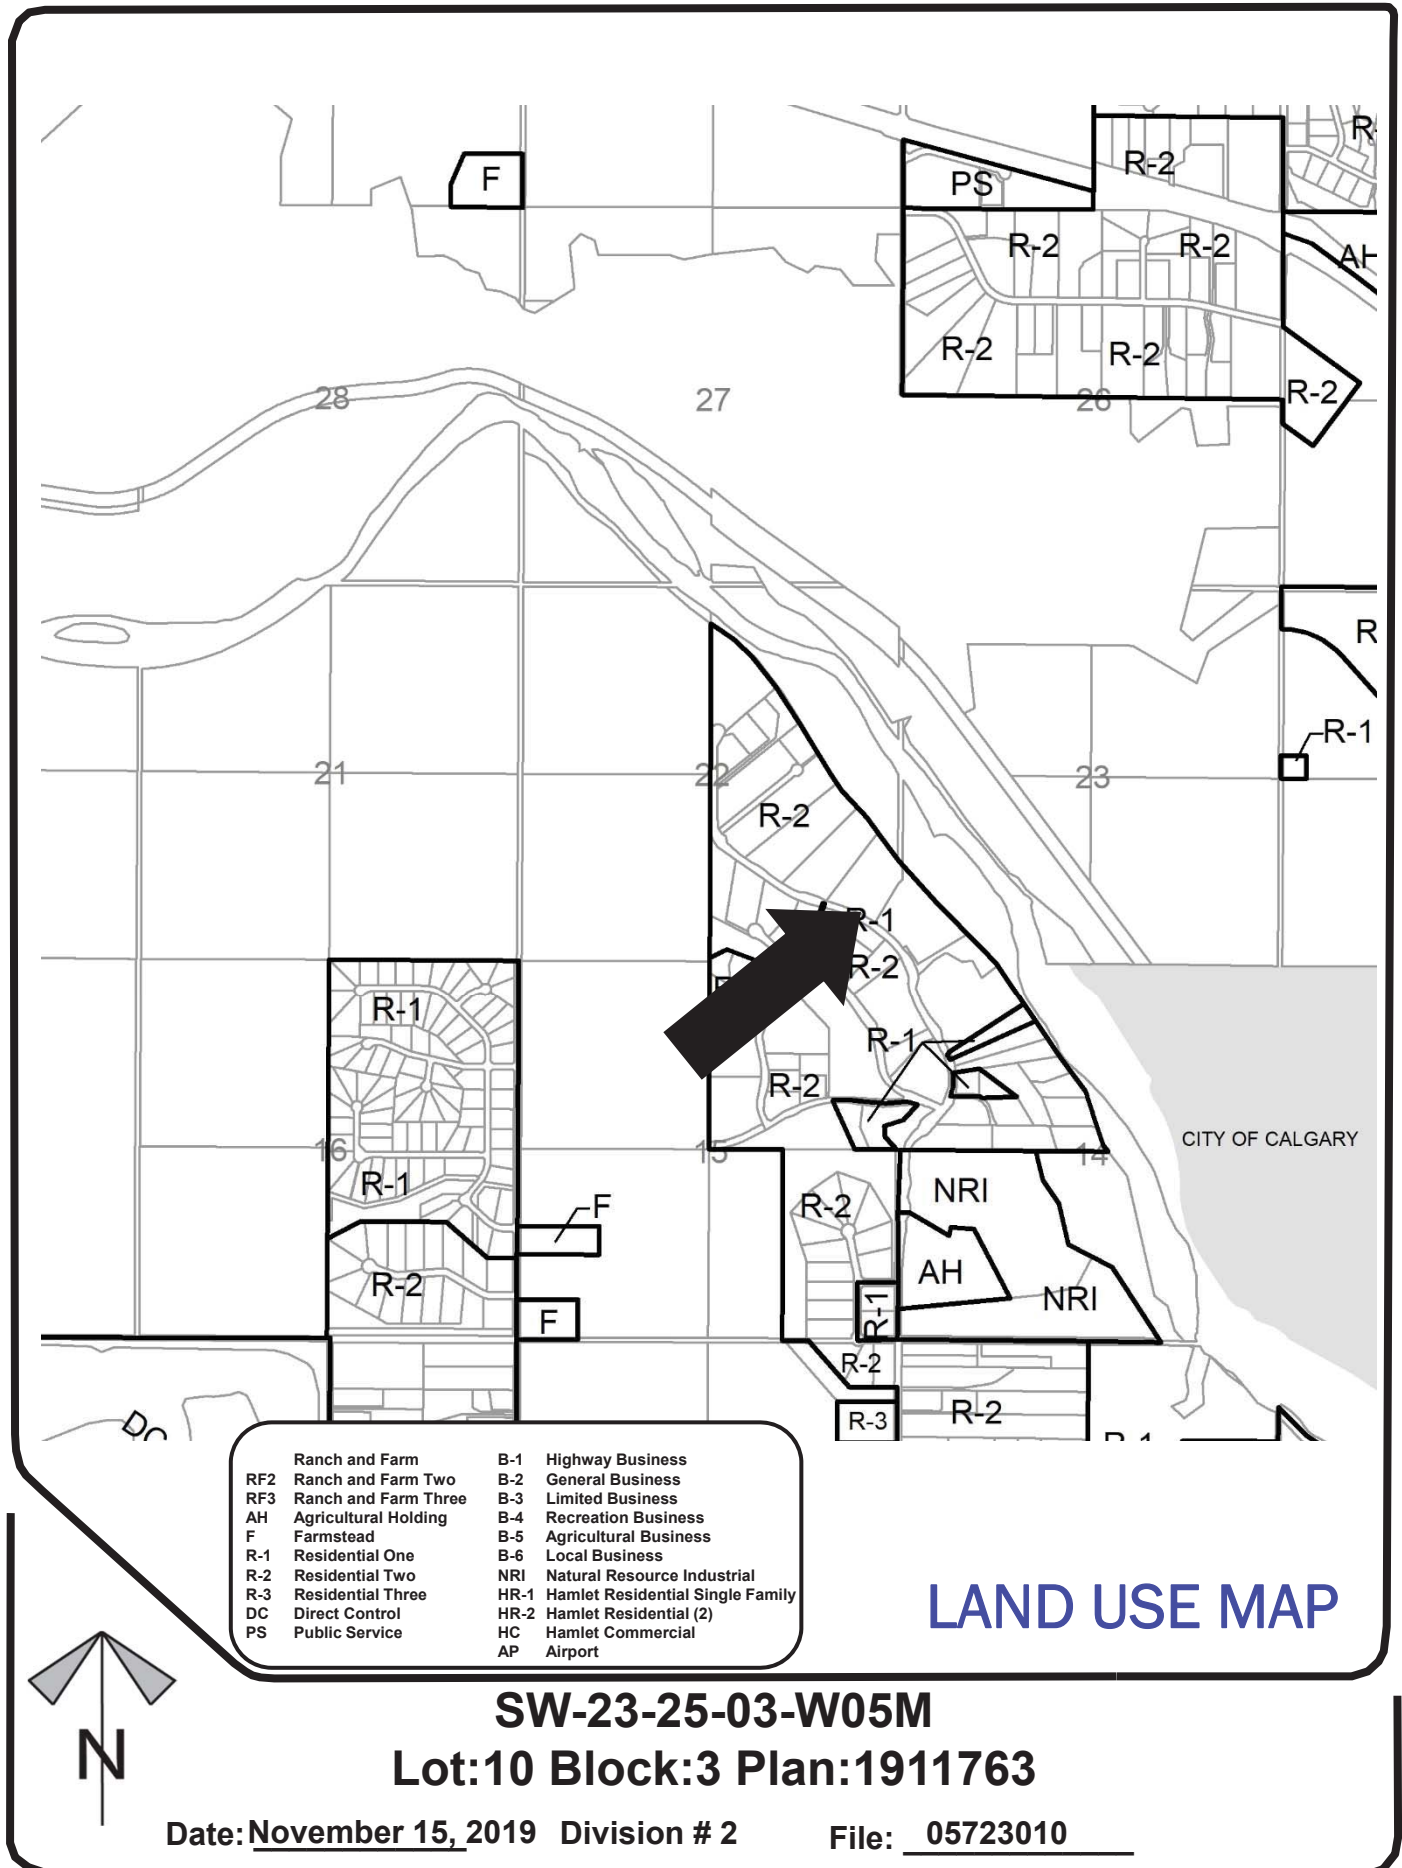 R-
F
PS
R-2
R-2
R-2
AH
R-2
R-2
R-2
28
27
26
R
R-1
21
22
23
R-2
R-1
R-2
R-1
R-1
R-2
CITY OF CALGARY
16
15
14
R-1
NRI
R-2
F
AH
R-2
NRI
F
R-1
R-2
R-2
R-3
DC
R-1
Ranch and Farm
RF2 Ranch and Farm Two
RF3 Ranch and Farm Three
AH Agricultural Holding
F Farmstead
R-1 Residential One
R-2 Residential Two
R-3 Residential Three
DC Direct Control
PS Public Service
B-1 Highway Business
B-2 General Business
B-3 Limited Business
B-4 Recreation Business
B-5 Agricultural Business
B-6 Local Business
NRI Natural Resource Industrial
HR-1 Hamlet Residential Single Family
HR-2 Hamlet Residential (2)
HC Hamlet Commercial
AP Airport
LAND USE MAP
N
SW-23-25-03-W05M
Lot:10 Block:3 Plan:1911763
Date: November 15, 2019 Division # 2 File: 05723010